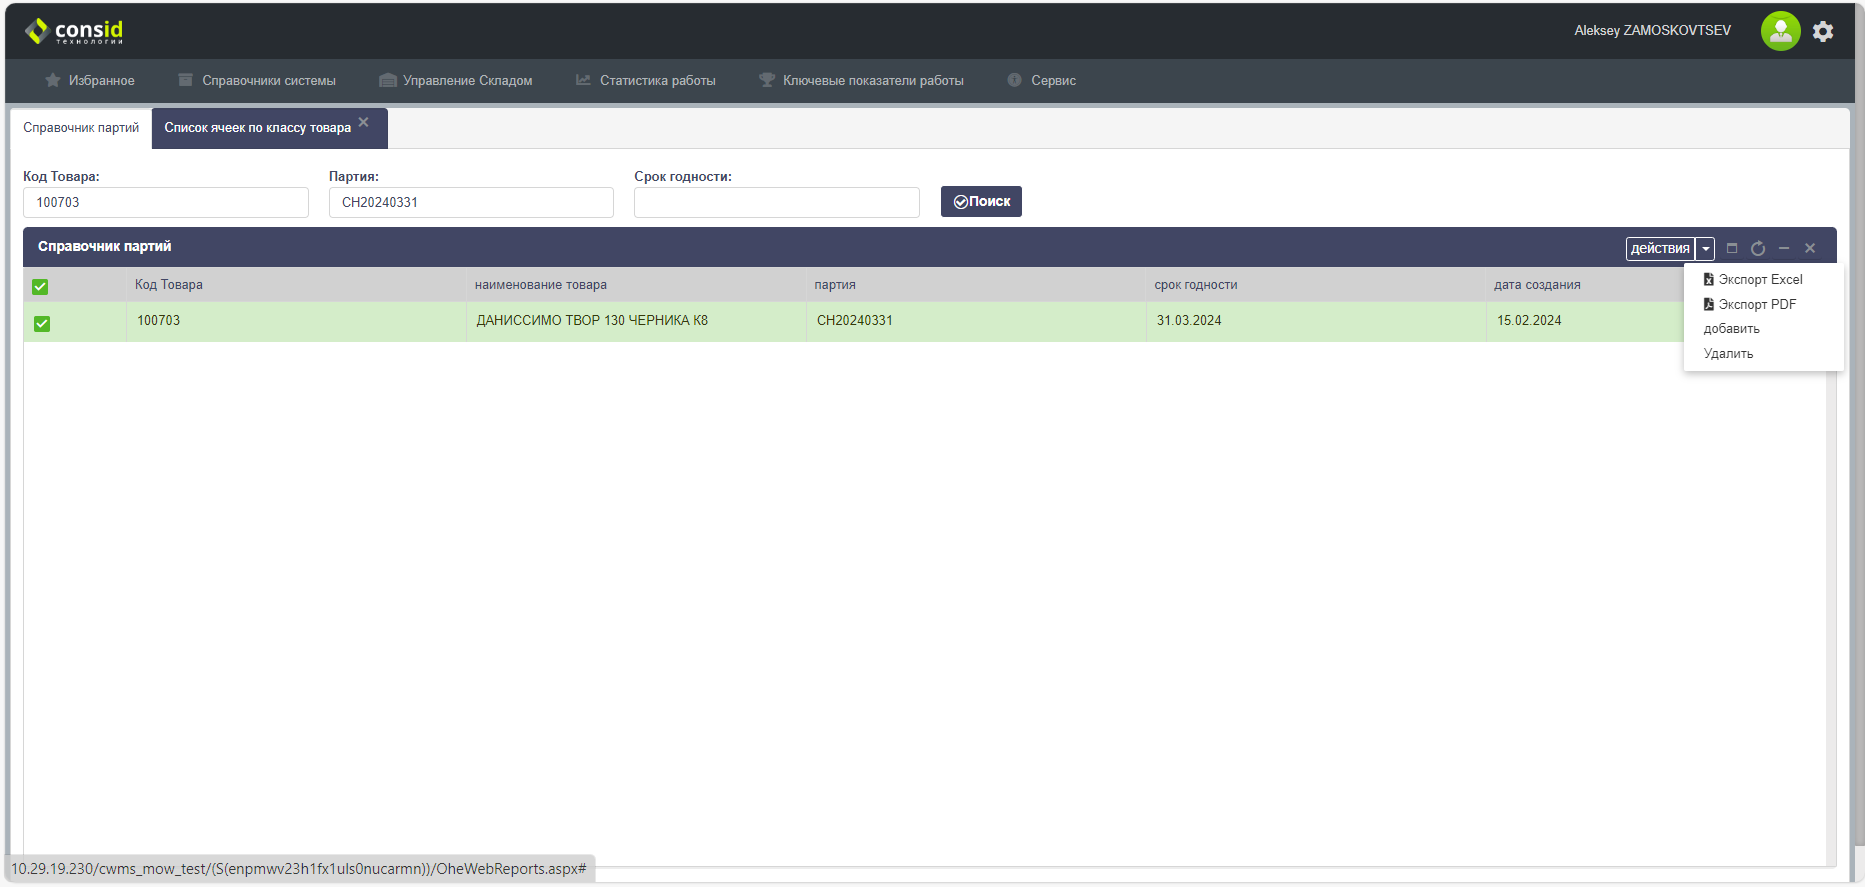 consid
технологии
Aleksey ZAMOSKOVTSEV
Избранное Справочники системы Управление Складом Статистика работы Ключевые показатели работы Сервис
Справочник партий Список ячеек по классу товара
Код Товара: Партия: Срок годности:
100703 CH20240331 Поиск
Справочник партий действия
Код Товара наименование товара партия срок годности дата создания
100703 ДАНИССИМО ТВОР 130 ЧЕРНИКА К8 CH20240331 31.03.2024 15.02.2024
Экспорт Excel
Экспорт PDF
добавить
Удалить
10.29.19.230/cwms_mow_test/(S(enpmwv23h1fx1uls0nucarmn))/OheWebReports.aspx#